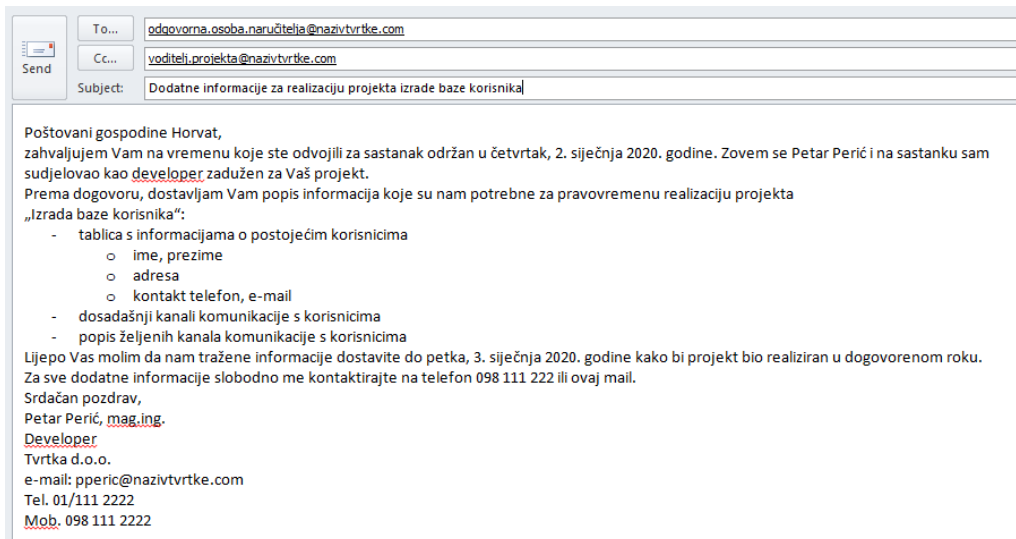 To...
odgovorna.osoba.naručitelja@nazivtvrtke.com
Send
Cc...
voditelj.projekta@nazivtvrtke.com
Subject:
Dodatne informacije za realizaciju projekta izrade baze korisnika
Poštovani gospodine Horvat,
zahvaljujem Vam na vremenu koje ste odvojili za sastanak održan u četvrtak, 2. siječnja 2020. godine. Zovem se Petar Perić i na sastanku sam
sudjelovao kao developer zadužen za Vaš projekt.
Prema dogovoru, dostavljam Vam popis informacija koje su nam potrebne za pravovremenu realizaciju projekta
„Izrada baze korisnika“:
- tablica s informacijama o postojećim korisnicima
o ime, prezime
o adresa
o kontakt telefon, e-mail
- dosadašnji kanali komunikacije s korisnicima
- popis željenih kanala komunikacije s korisnicima
Lijepo Vas molim da nam tražene informacije dostavite do petka, 3. siječnja 2020. godine kako bi projekt bio realiziran u dogovorenom roku.
Za sve dodatne informacije slobodno me kontaktirajte na telefon 098 111 222 ili ovaj mail.
Srdačan pozdrav,
Petar Perić, mag.ing.
Developer
Tvrtka d.o.o.
e-mail: pperic@nazivtvrtke.com
Tel. 01/111 2222
Mob. 098 111 2222